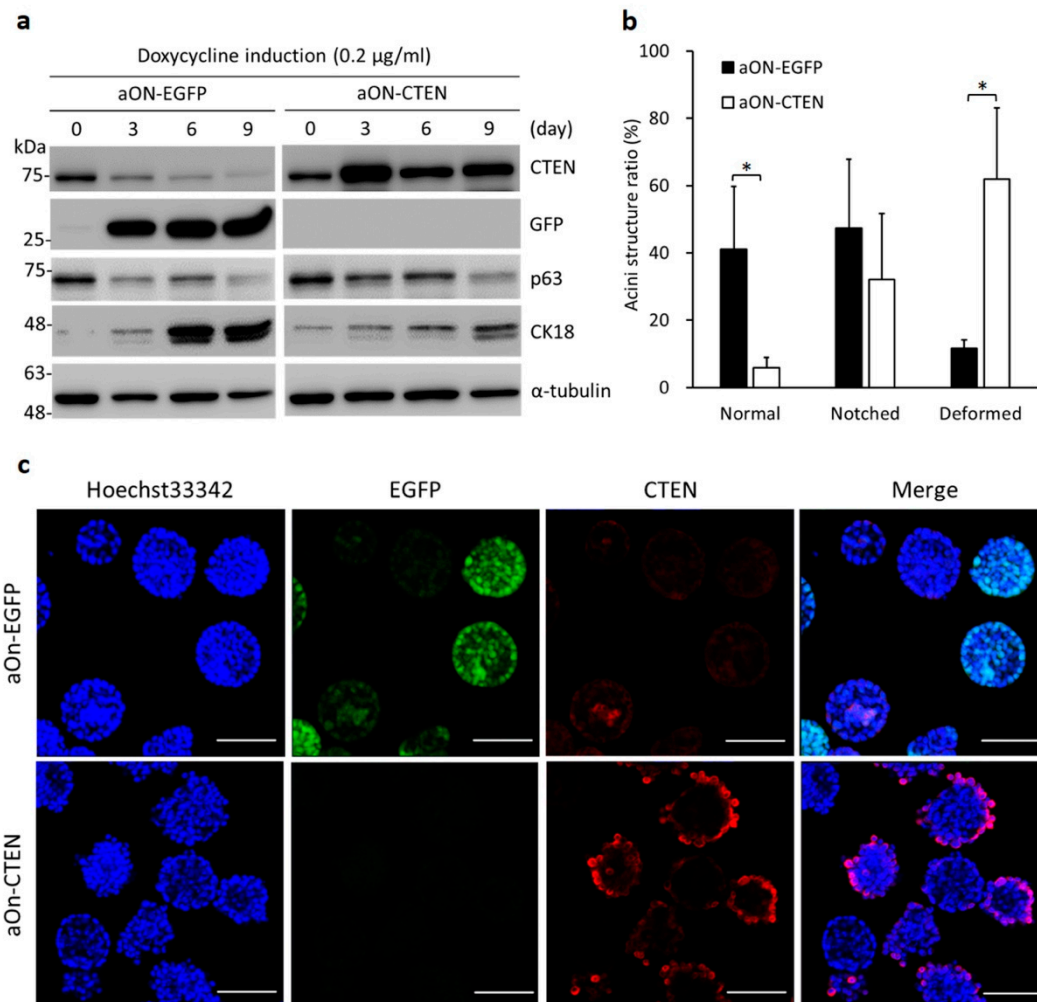 a
Doxycycline induction (0.2 µg/ml)
aON-EGFP aON-CTEN
0 3 6 9 0 3 6 9 (day)
kDa
75- CTEN
GFP
25-
75- p63
48- CK18
63-
α-tubulin
48-
b
100
80
60
40
20
0
Acini structure ratio (%)
aON-EGFP
aON-CTEN
*
*
Normal Notched Deformed
c
Hoechst33342 EGFP CTEN Merge
aOn-EGFP
aOn-CTEN